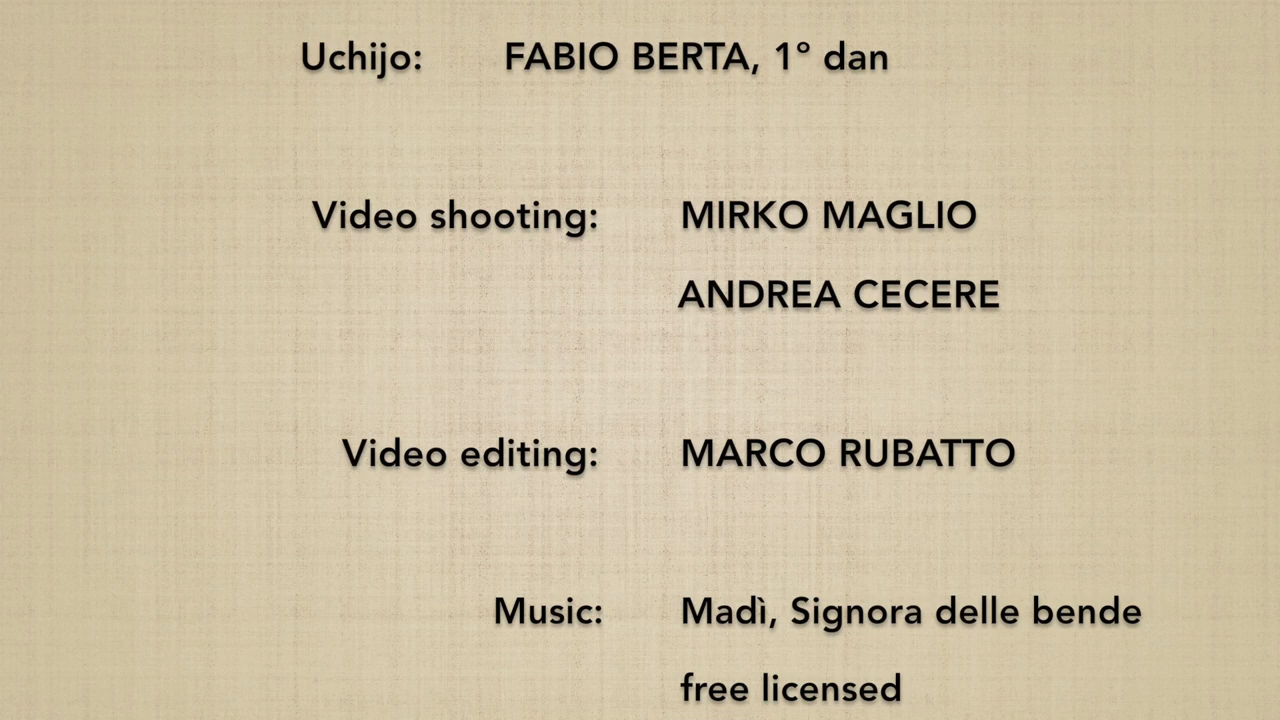 Uchijo: FABIO BERTA, 1° dan
Video shooting: MIRKO MAGLIO
ANDREA CECERE
Video editing: MARCO RUBATTO
Music: Madì, Signora delle bende
free licensed